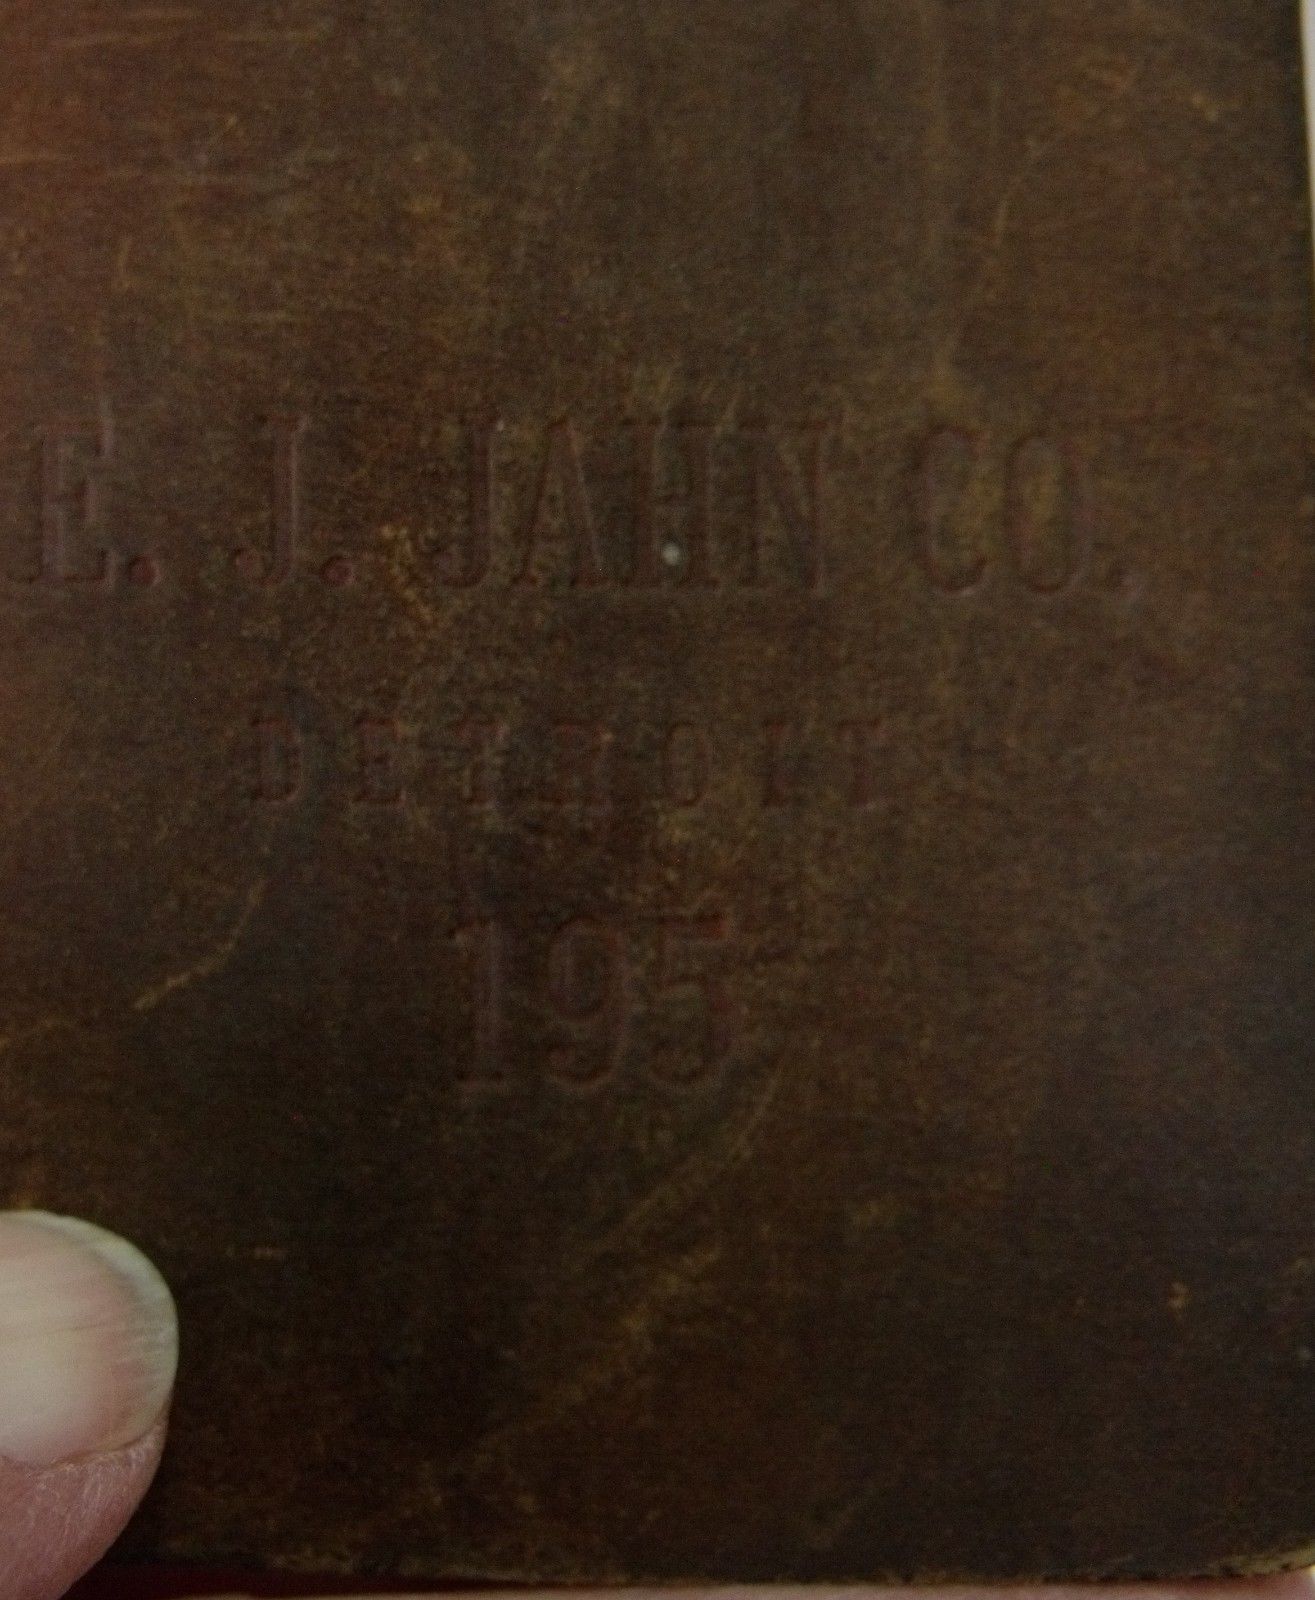 E. J. JAHN CO.
DETROIT
195